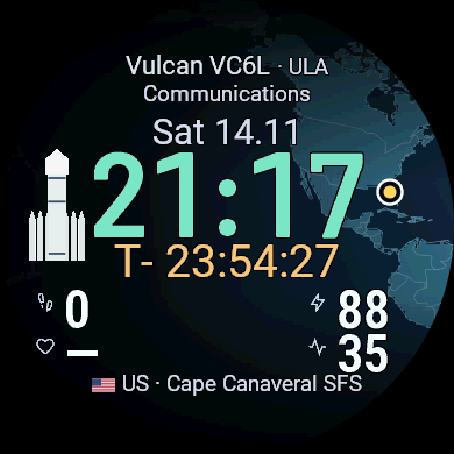 Vulcan VC6L · ULA
Communications
Sat 14.11
21:17
T- 23:54:27
0 88
— 35
US · Cape Canaveral SFS